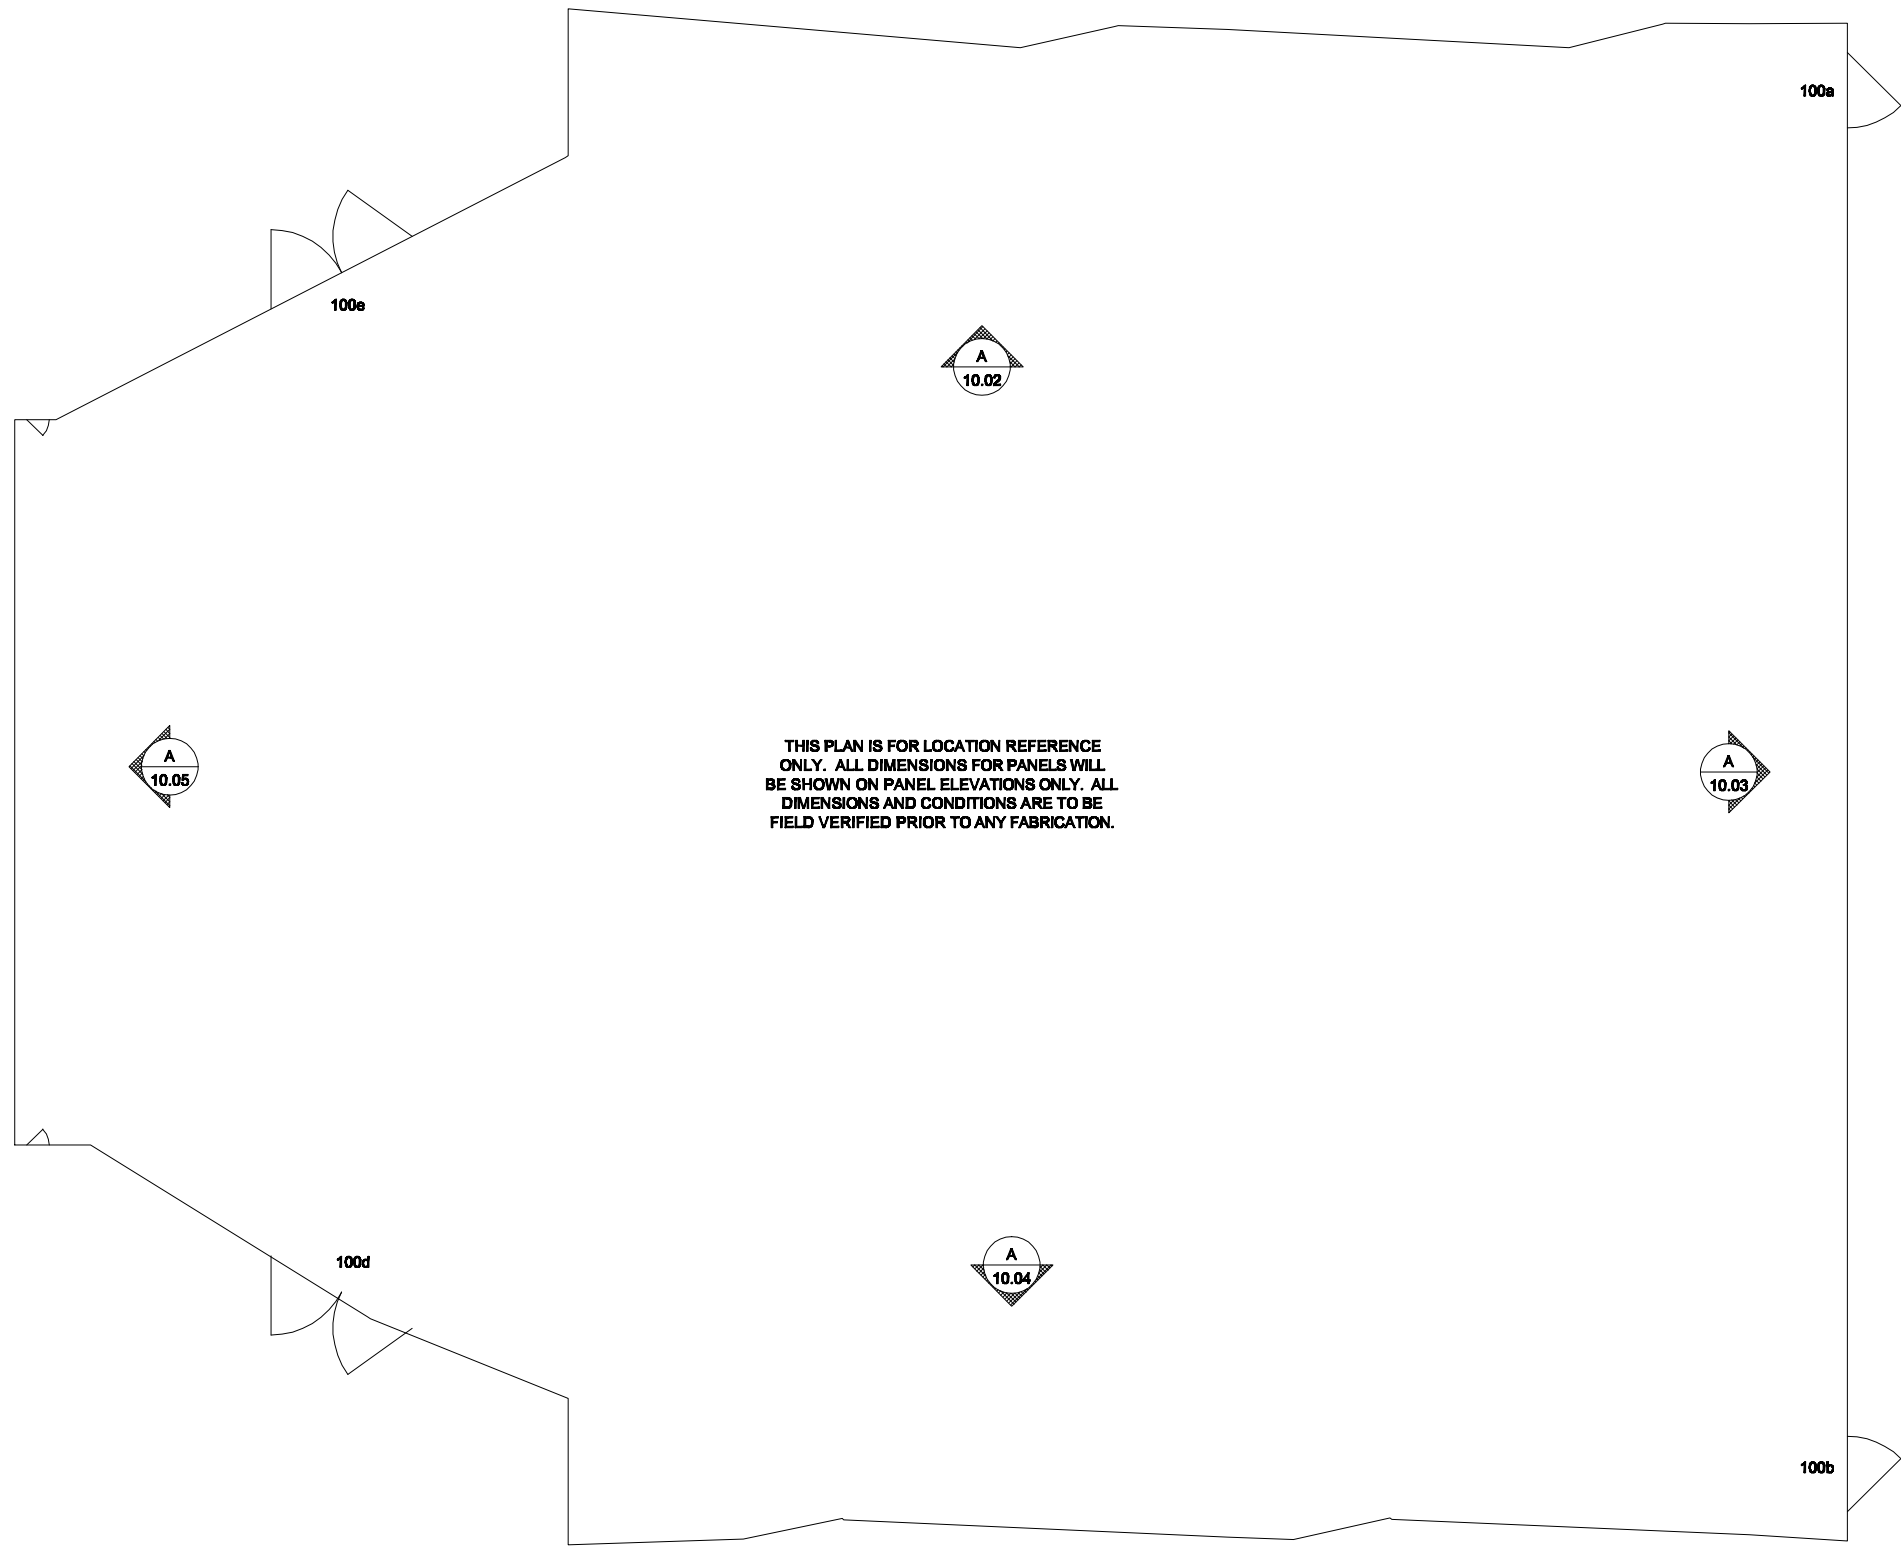 100a
100e
A
10.02
THIS PLAN IS FOR LOCATION REFERENCE
ONLY. ALL DIMENSIONS FOR PANELS WILL
BE SHOWN ON PANEL ELEVATIONS ONLY. ALL
DIMENSIONS AND CONDITIONS ARE TO BE
FIELD VERIFIED PRIOR TO ANY FABRICATION.
A
10.05
A
10.03
100d
A
10.04
100b